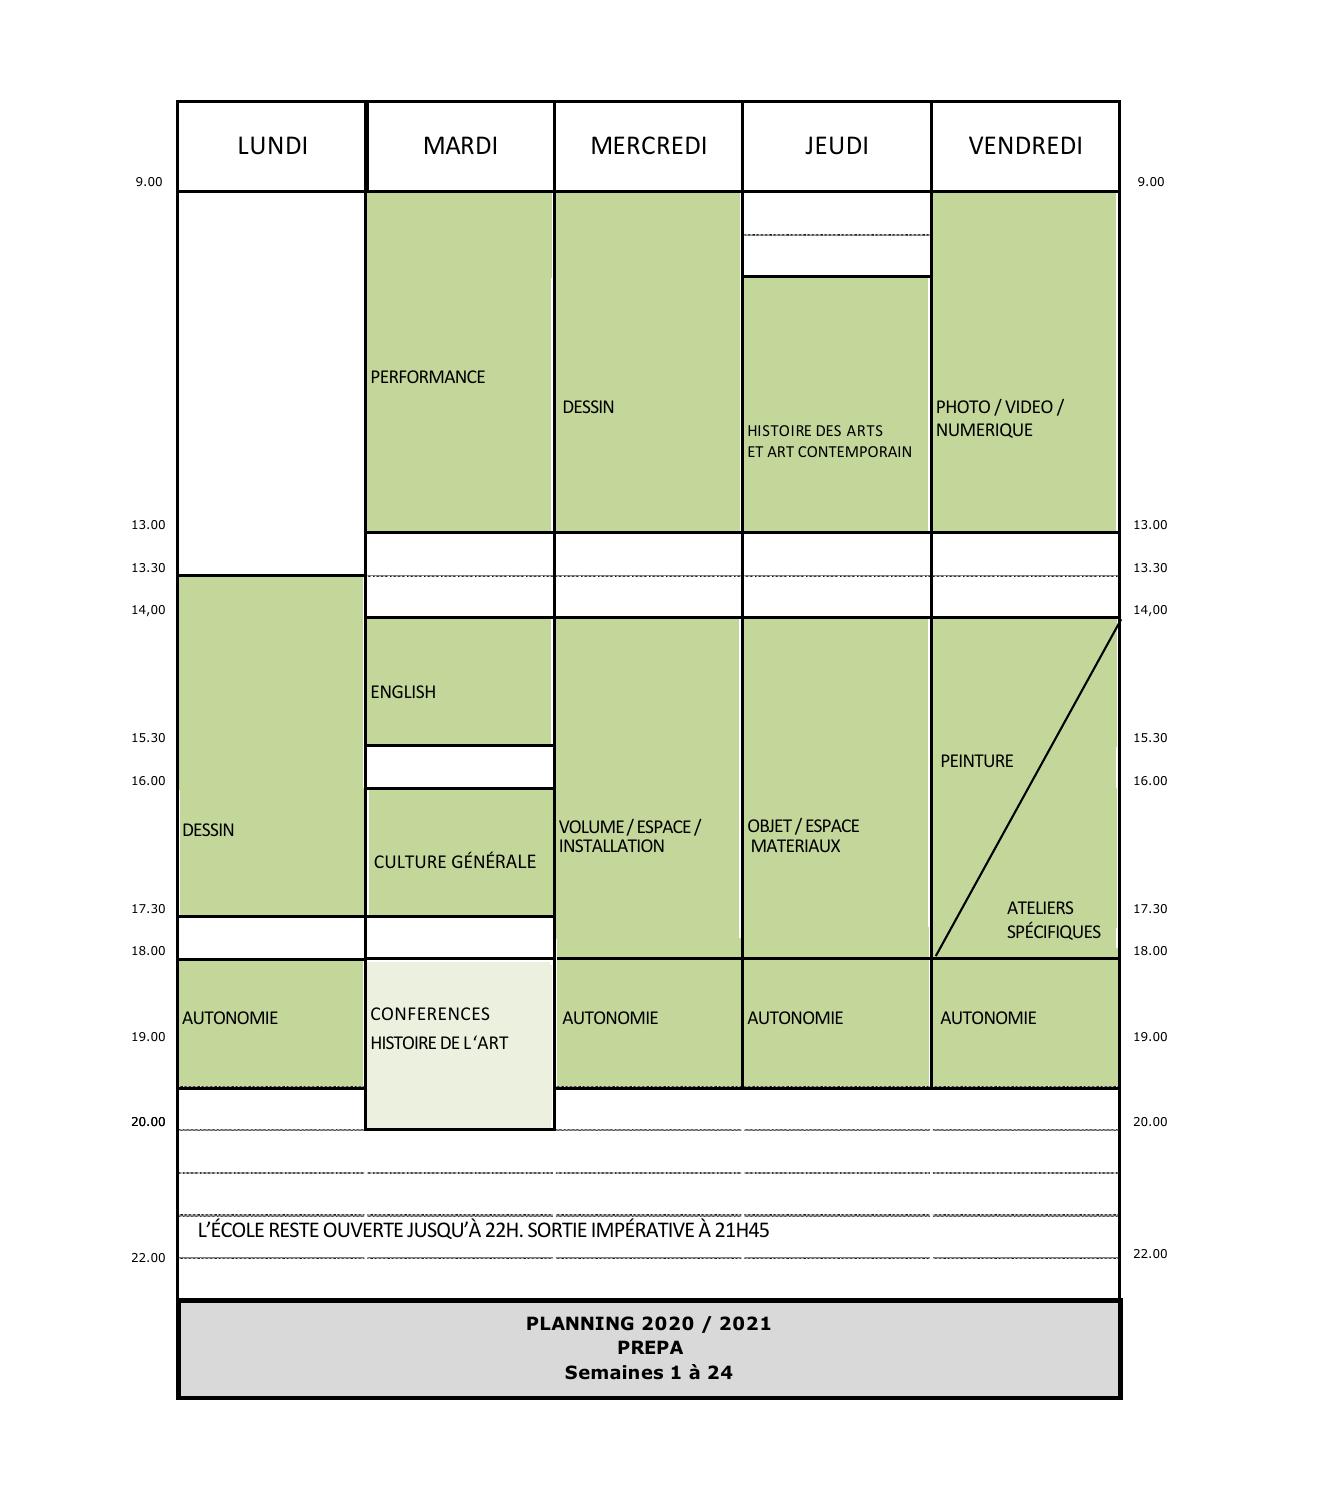 LUNDI
MARDI
MERCREDI
JEUDI
VENDREDI
9.00
9.00
PERFORMANCE
DESSIN
PHOTO / VIDEO /
NUMERIQUE
HISTOIRE DES ARTS
ET ART CONTEMPORAIN
13.00
13.00
13.30
13.30
14,00
14,00
ENGLISH
15.30
15.30
PEINTURE
16.00
16.00
DESSIN
VOLUME / ESPACE /
INSTALLATION
OBJET / ESPACE
MATERIAUX
CULTURE GÉNÉRALE
17.30
17.30
ATELIERS
SPÉCIFIQUES
18.00
18.00
AUTONOMIE
CONFERENCES
HISTOIRE DE L ‘ART
AUTONOMIE
AUTONOMIE
AUTONOMIE
19.00
19.00
20.00
20.00
L’ÉCOLE RESTE OUVERTE JUSQU’À 22H. SORTIE IMPÉRATIVE À 21H45
22.00
22.00
PLANNING 2020 / 2021
PREPA
Semaines 1 à 24